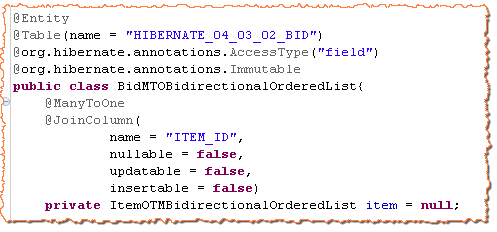 @Entity
@Table(name = "HIBERNATE_04_03_02_BID")
@org.hibernate.annotations.AccessType("field")
@org.hibernate.annotations.Immutable
public class BidMTOBidirectionalOrderedList{
@ManyToOne
@JoinColumn(
name = "ITEM_ID",
nullable = false,
updatable = false,
insertable = false)
private ItemOTMBidirectionalOrderedList item = null;